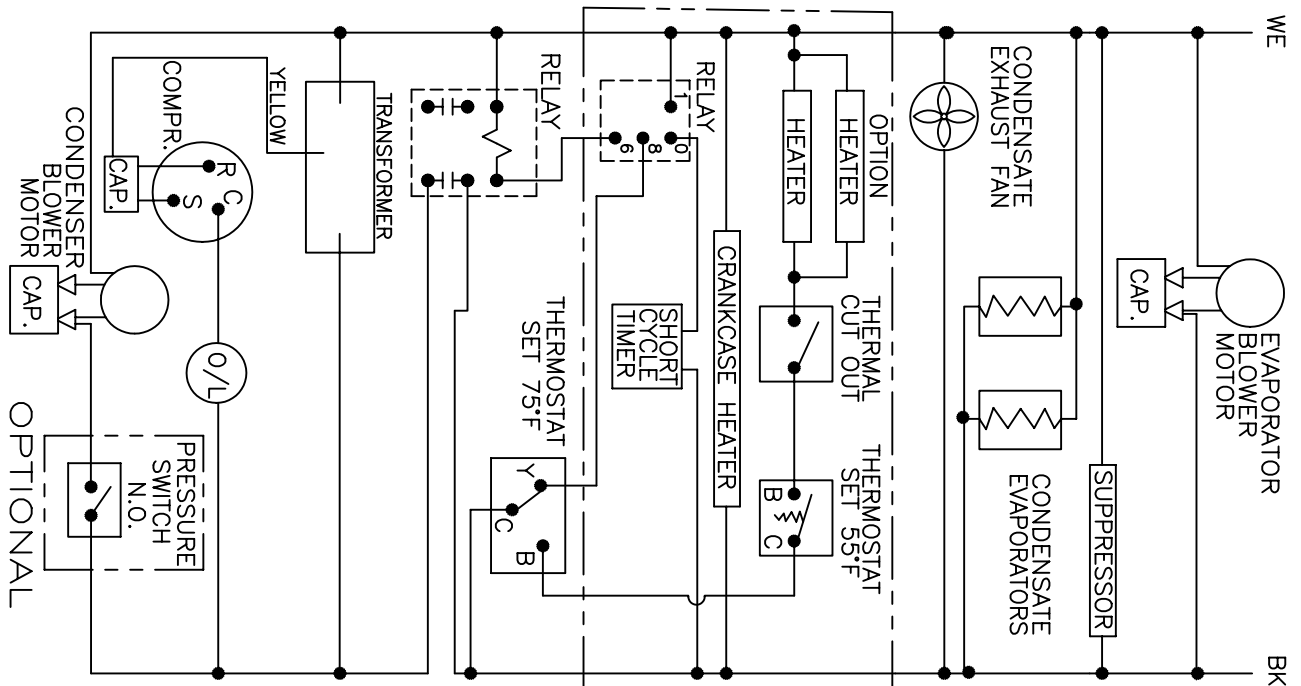 WE
BK
EVAPORATOR
BLOWER
MOTOR
CAP.
SUPPRESSOR
CONDENSATE
EVAPORATORS
CONDENSATE
EXHAUST FAN
OPTION
HEATER
HEATER
THERMAL
CUT OUT
THERMOSTAT
SET 55°F
B
C
CRANKCASE HEATER
RELAY
1
0
8
6
SHORT
CYCLE
TIMER
THERMOSTAT
SET 75°F
Y
C
B
RELAY
TRANSFORMER
YELLOW
COMPR.
R
C
S
CAP.
O/L
CONDENSER
BLOWER
MOTOR
CAP.
PRESSURE
SWITCH
N.O.
OPTIONAL